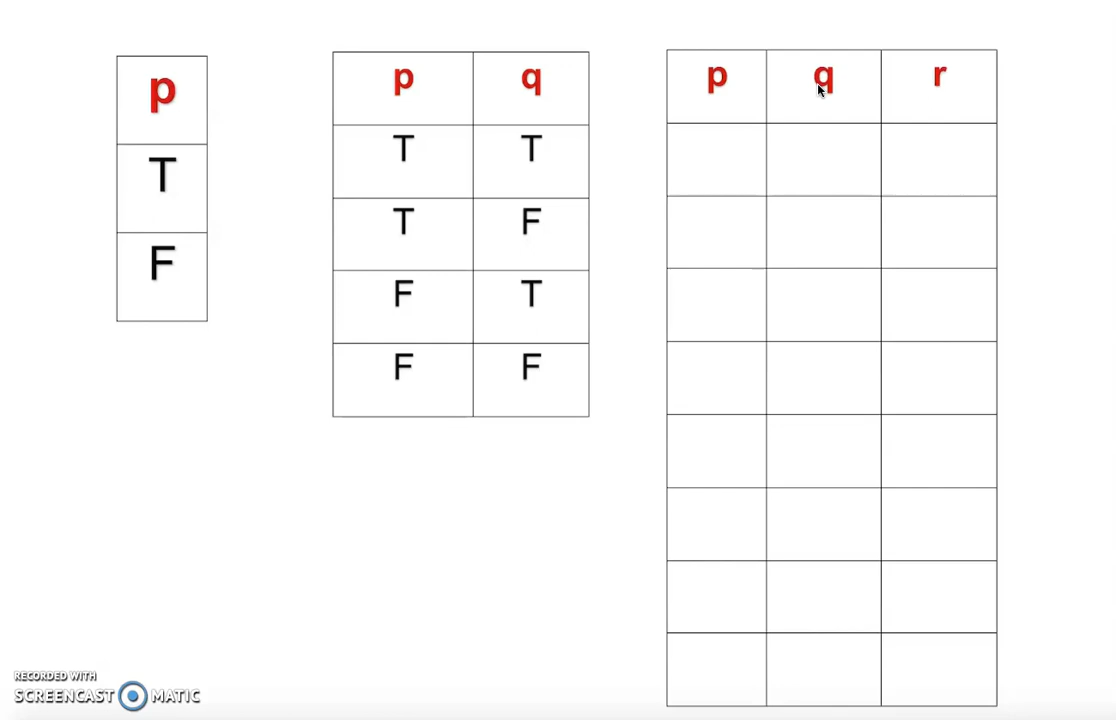 p
T
F
p q
T T
T F
F T
F F
p q r
RECORDED WITH
SCREENCAST MATIC